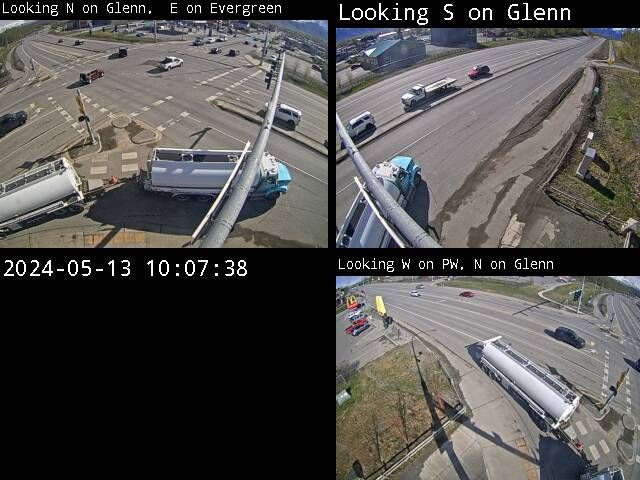 Looking N on Glenn,  E on Evergreen
Looking S on Glenn
2024-05-13 10:07:38
Looking W on PW, N on Glenn